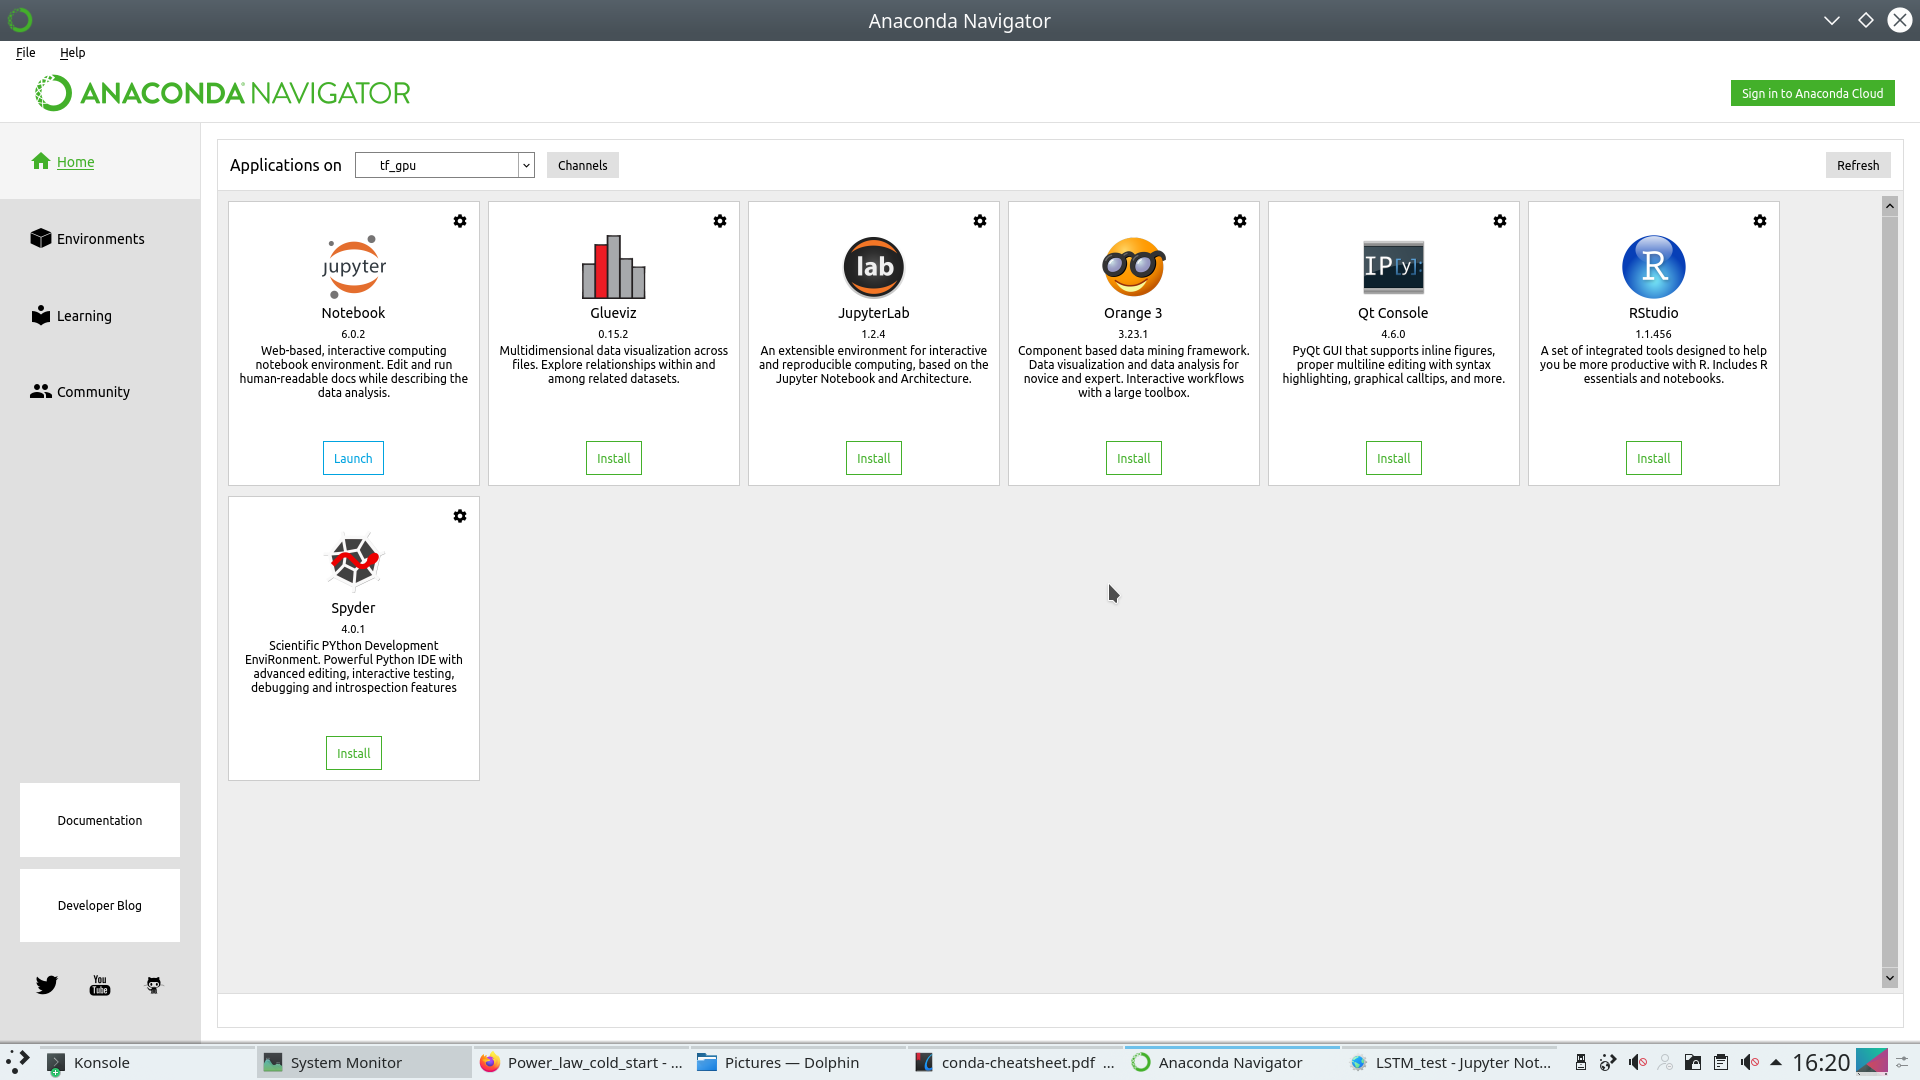 Anaconda Navigator
File Help
ANACONDA NAVIGATOR
Sign in to Anaconda Cloud
Home
Environments
Learning
Community
Documentation
Developer Blog
You
Tube
Applications on tf_gpu Channels Refresh
jupyter
Notebook
6.0.2
Web-based, interactive computing
notebook environment. Edit and run
human-readable docs while describing the
data analysis.
Launch
Glueviz
0.15.2
Multidimensional data visualization across
files. Explore relationships within and
among related datasets.
Install
lab
JupyterLab
1.2.4
An extensible environment for interactive
and reproducible computing, based on the
Jupyter Notebook and Architecture.
Install
Orange 3
3.23.1
Component based data mining framework.
Data visualization and data analysis for
novice and expert. Interactive workflows
with a large toolbox.
Install
IP[y]:
Qt Console
4.6.0
PyQt GUI that supports inline figures,
proper multiline editing with syntax
highlighting, graphical calltips, and more.
Install
R
RStudio
1.1.456
A set of integrated tools designed to help
you be more productive with R. Includes R
essentials and notebooks.
Install
Spyder
4.0.1
Scientific PYthon Development
EnviRonment. Powerful Python IDE with
advanced editing, interactive testing,
debugging and introspection features
Install
Konsole System Monitor Power_law_cold_start - ... Pictures — Dolphin conda-cheatsheet.pdf ... Anaconda Navigator LSTM_test - Jupyter Not... 16:20